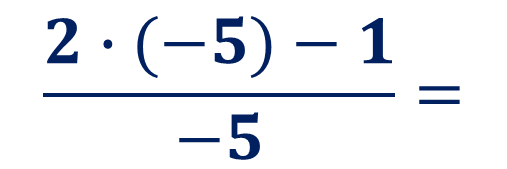 2 · (−5) − 1
−5 =